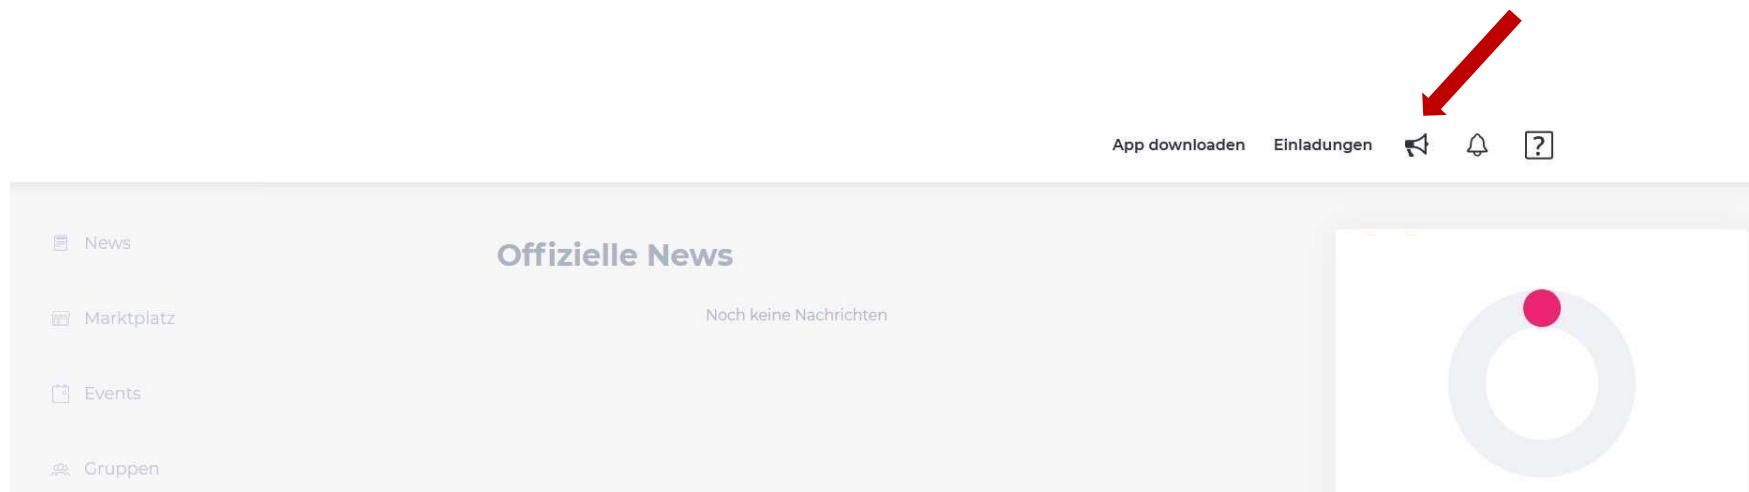 App downloaden Einladungen ?
News
Offizielle News
Noch keine Nachrichten
Marktplatz
Events
Gruppen